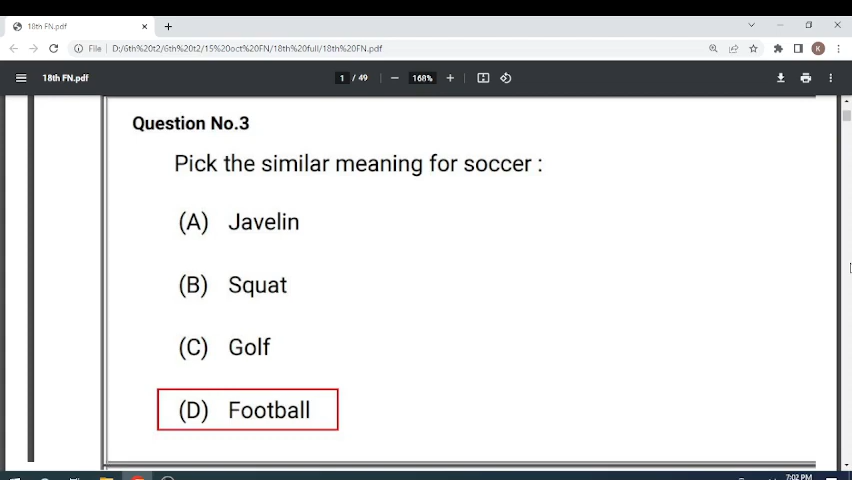 18th FN.pdf
File D:/6th%20t2/6th%20t2/15%20oct%20FN/18th%20full/18th%20FN.pdf
K
18th FN.pdf 1 / 49 168%
Question No.3
Pick the similar meaning for soccer :
(A) Javelin
(B) Squat
(C) Golf
(D) Football
7:02 PM